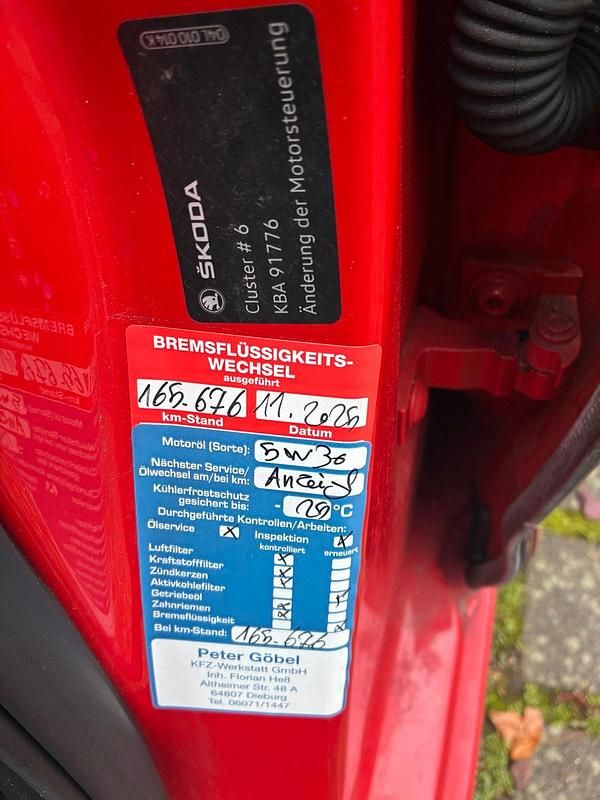 04L 010 014 K
ŠKODA
Cluster # 6
KBA 91776
Änderung der Motorsteuerung
BREMSFLÜSSIGKEITS-
WECHSEL
ausgeführt
165.676 11.2025
km-Stand Datum
Motoröl (Sorte): 5W30
Nächster Service/
Ölwechsel am/bei km:
Kühlerfrostschutz
gesichert bis: - 29 °C
Durchgeführte Kontrollen/Arbeiten:
Ölservice X Inspektion X
kontrolliert erneuert
Luftfilter X
Kraftstofffilter
Zündkerzen X
Aktivkohlefilter X
Getriebeöl
Zahnriemen
Bremsflüssigkeit
Bei km-Stand: 165.676
Peter Göbel
KFZ-Werkstatt GmbH
Inh. Florian Heß
Altheimer Str. 48 A
64807 Dieburg
Tel. 06071/1447